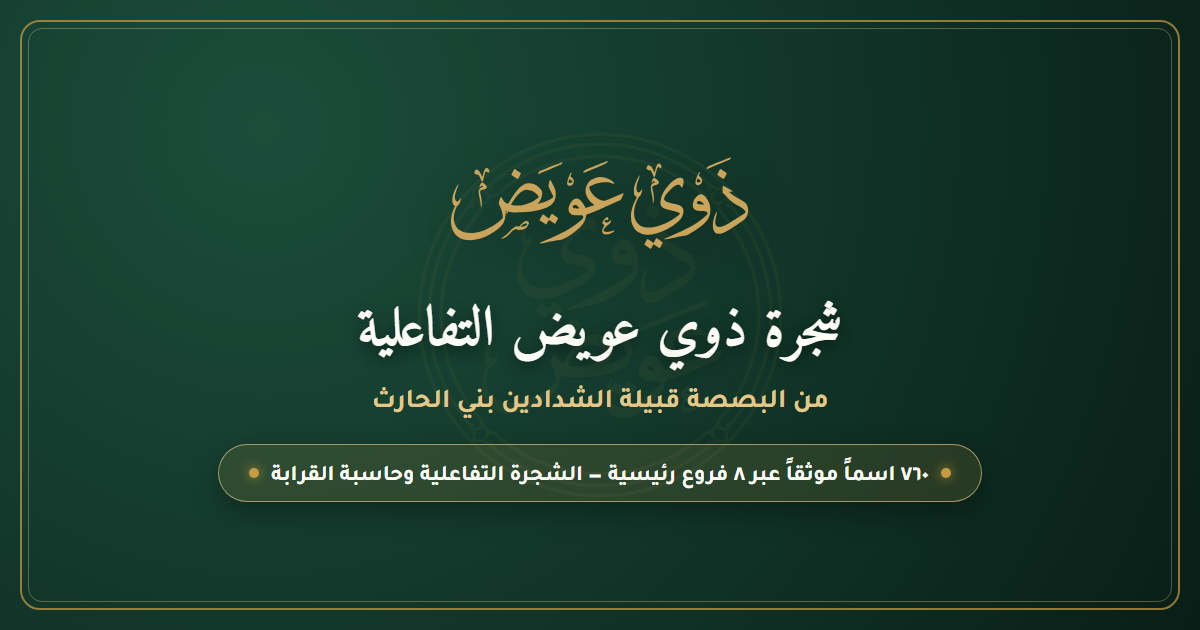 ذَوْي عَويَض
شجرة ذوي عويض التفاعلية
من البصصة قبيلة الشدادين بني الحارث
٧٦٠ اسماً موثقاً عبر ٨ فروع رئيسية – الشجرة التفاعلية وحاسبة القرابة